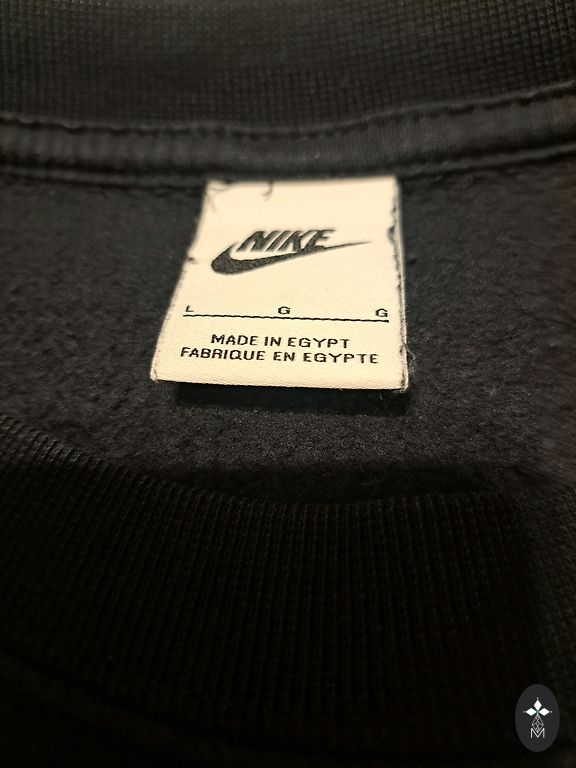 NIKE
L G G
MADE IN EGYPT
FABRIQUE EN EGYPTE
M